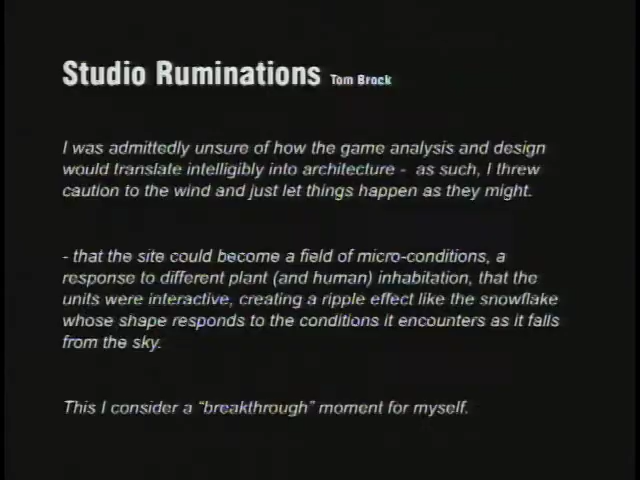 Studio Ruminations Tom Brock
I was admittedly unsure of how the game analysis and design
would translate intelligibly into architecture - as such, I threw
caution to the wind and just let things happen as they might.
- that the site could become a field of micro-conditions, a
response to different plant (and human) inhabitation, that the
units were interactive, creating a ripple effect like the snowflake
whose shape responds to the conditions it encounters as it falls
from the sky.
This I consider a “breakthrough” moment for myself.